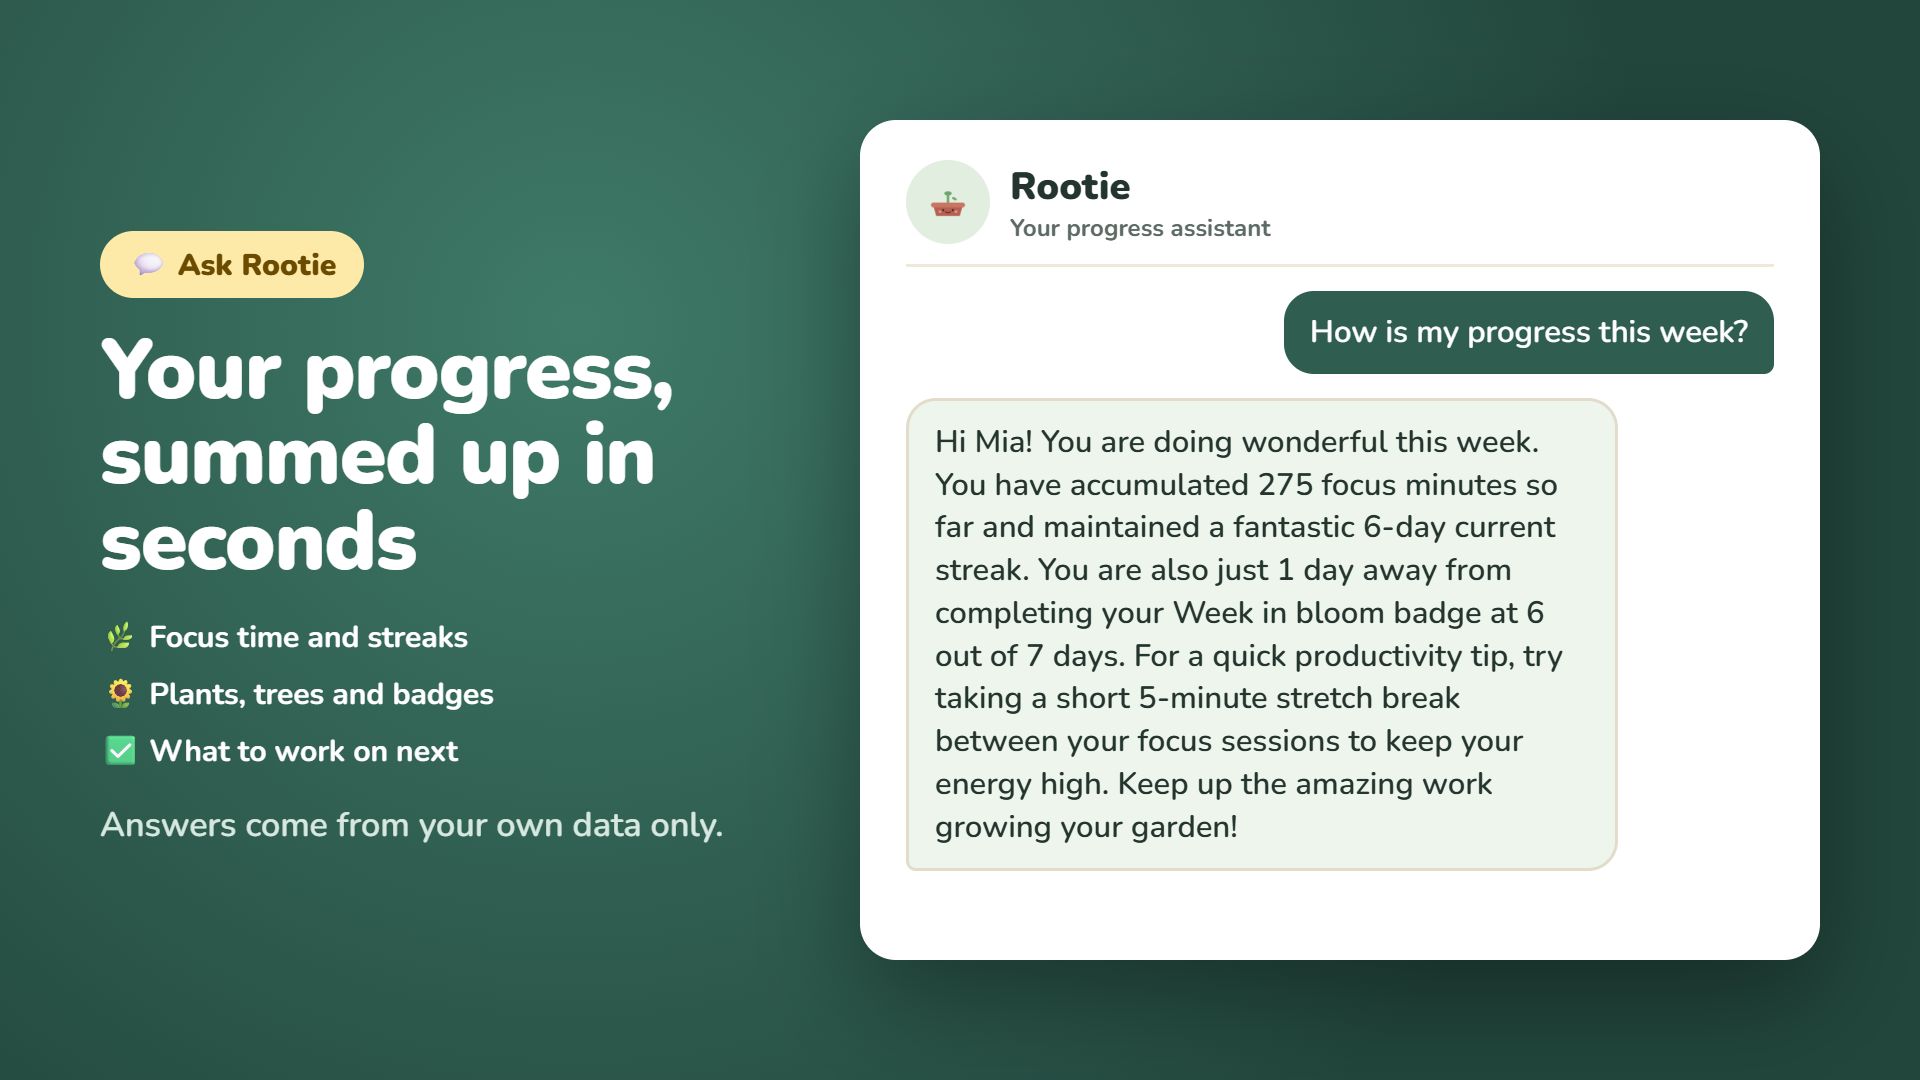 Ask Rootie
Your progress,
summed up in
seconds
Focus time and streaks
Plants, trees and badges
What to work on next
Answers come from your own data only.
Rootie
Your progress assistant
How is my progress this week?
Hi Mia! You are doing wonderful this week.
You have accumulated 275 focus minutes so
far and maintained a fantastic 6-day current
streak. You are also just 1 day away from
completing your Week in bloom badge at 6
out of 7 days. For a quick productivity tip, try
taking a short 5-minute stretch break
between your focus sessions to keep your
energy high. Keep up the amazing work
growing your garden!